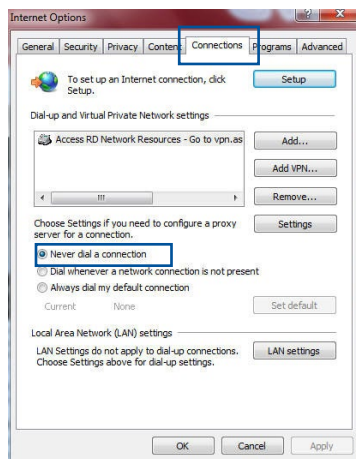 Internet Options
General Security Privacy Content Connections Programs Advanced
To set up an Internet connection, click
Setup.
Setup
Dial-up and Virtual Private Network settings
Access RD Network Resources - Go to vpn.as
Add...
Add VPN...
Remove...
Choose Settings if you need to configure a proxy
server for a connection.
Settings
Never dial a connection
Dial whenever a network connection is not present
Always dial my default connection
Current None
Set default
Local Area Network (LAN) settings
LAN Settings do not apply to dial-up connections.
Choose Settings above for dial-up settings.
LAN settings
OK Cancel Apply